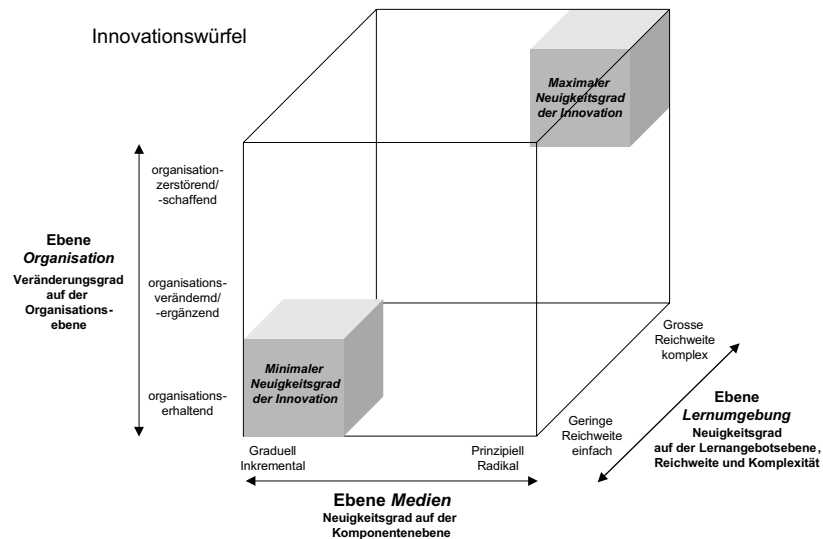 Innovationswürfel
Maximaler
Neuigkeitsgrad
der Innovation
organisation-
zerstörend/
-schaffend
Ebene
Organisation
Veränderungsgrad
auf der
Organisations-
ebene
organisations-
verändernd/
-ergänzend
organisations-
erhaltend
Minimaler
Neuigkeitsgrad
der Innovation
Grosse
Reichweite
komplex
Geringe
Reichweite
einfach
Ebene
Lernumgebung
Neuigkeitsgrad
auf der Lernangebotsebene,
Reichweite und Komplexität
Graduell
Inkremental
Prinzipiell
Radikal
Ebene Medien
Neuigkeitsgrad auf der
Komponentenebene